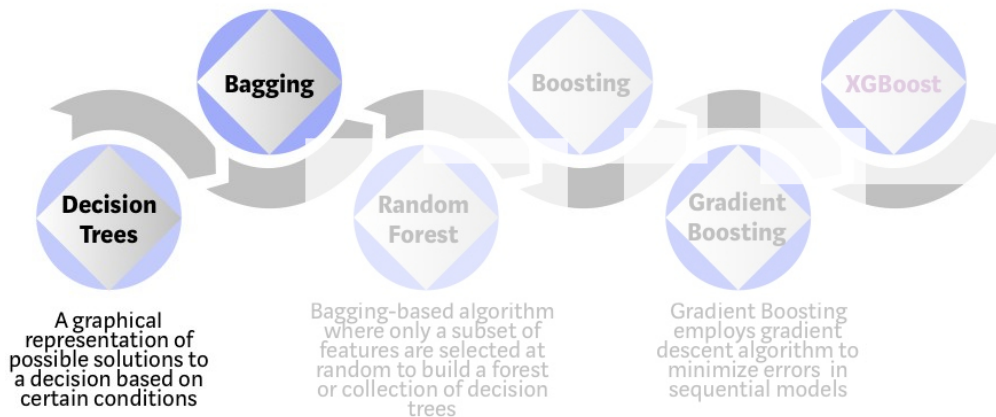 Bagging
Boosting
XGBoost
Decision
Trees
Random
Forest
Gradient
Boosting
A graphical
representation of
possible solutions to
a decision based on
certain conditions
Bagging-based algorithm
where only a subset of
features are selected at
random to build a forest
or collection of decision
trees
Gradient Boosting
employs gradient
descent algorithm to
minimize errors in
sequential models